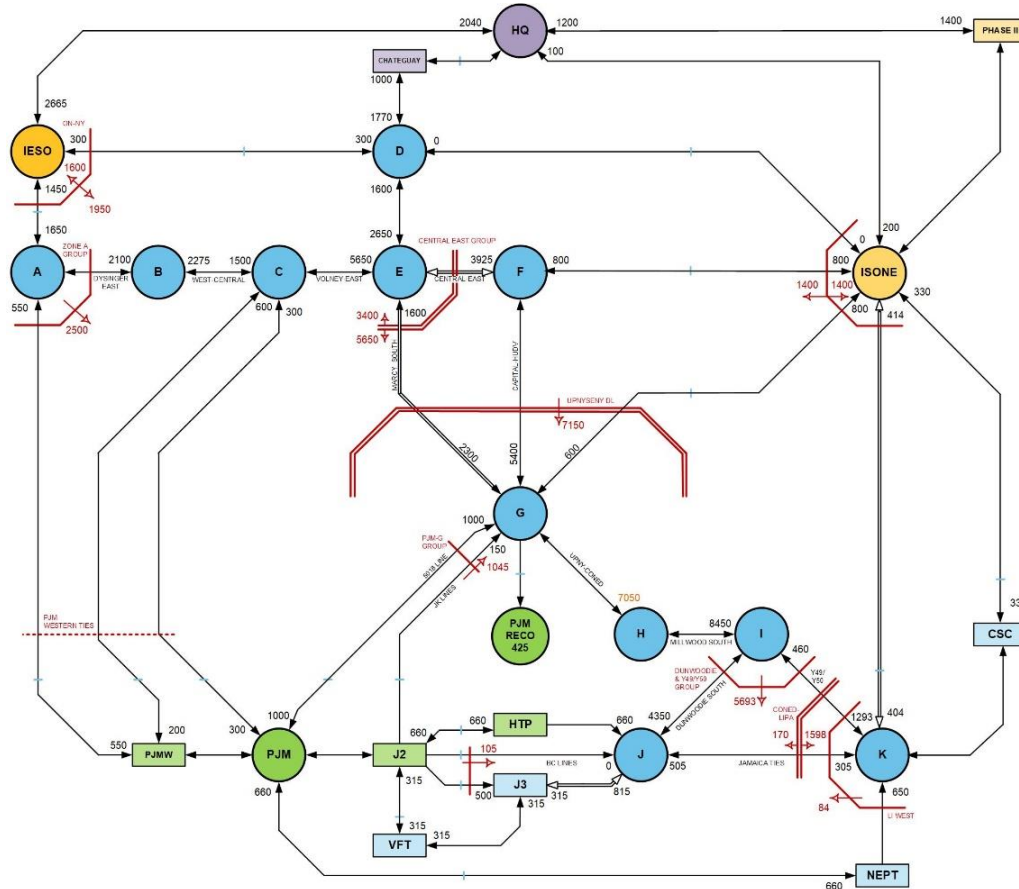 2040
HQ
1200
1400
PHASE II
100
CHATEGUAY
1000
2665
ON-NY
1770
IESO
300
300
D
0
1600
1450
1950
1600
200
1650
2650
0
ZONE A
GROUP
CENTRAL EAST GROUP
A
2100
B
2275
1500
C
5650
E
3925
F
800
800
ISONE
DYSINGER
EAST
WEST-CENTRAL
VOLNEY EAST
CENTRAL EAST
550
2500
600
300
1600
1400
1400
330
3400
5650
800
414
MARCY SOUTH
CAPITAL HUDV
UPNYSENY BL
7150
2300
5400
600
G
1000
150
PJM-G
GROUP
1045
5018 LINE
JK LINES
UPNY-CONED
PJM
WESTERN TIES
PJM
RECO
425
7050
H
8450
I
MILLWOOD SOUTH
460
Y49/
Y50
CSC
33
DUNWOODIE
& Y49/Y50
GROUP
5693
DUNWOODIE SOUTH
CONED-
LIPA
170
1598
1293
404
1000
660
HTP
660
4350
550
PJMW
200
300
PJM
J2
660
105
BC LINES
0
J
505
JAMAICA TIES
305
K
660
315
500
J3
315
815
650
315
84
LI WEST
VFT
315
315
660
NEPT